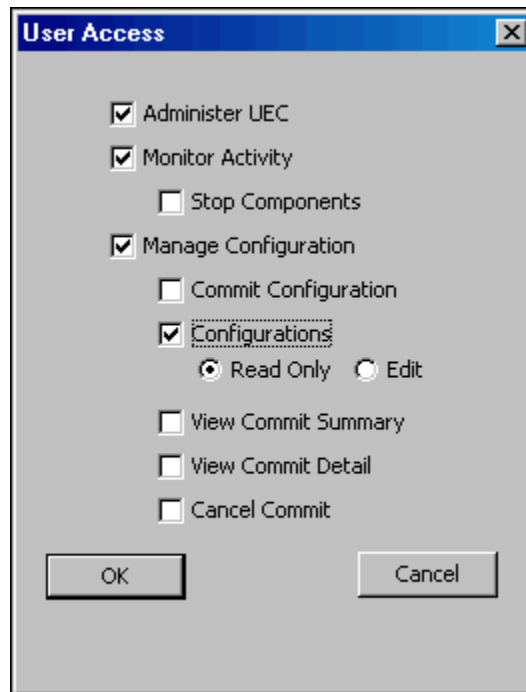 User Access
Administer UEC
Monitor Activity
Stop Components
Manage Configuration
Commit Configuration
Configurations
Read Only Edit
View Commit Summary
View Commit Detail
Cancel Commit
OK Cancel